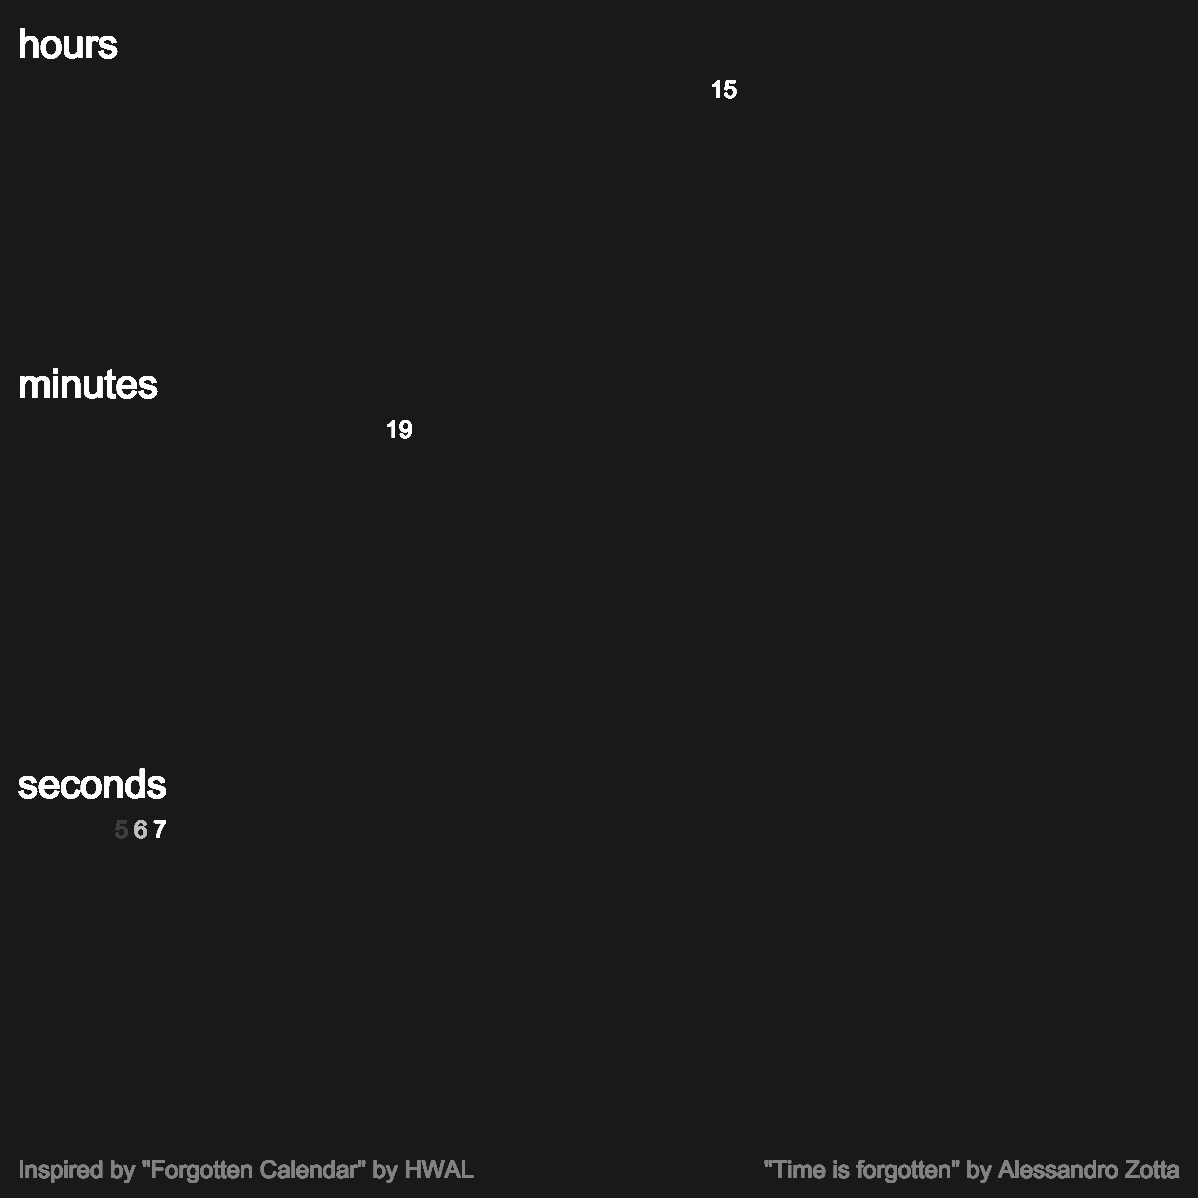 hours
15
minutes
19
seconds
5 6 7
Inspired by "Forgotten Calendar" by HWAL
"Time is forgotten" by Alessandro Zotta